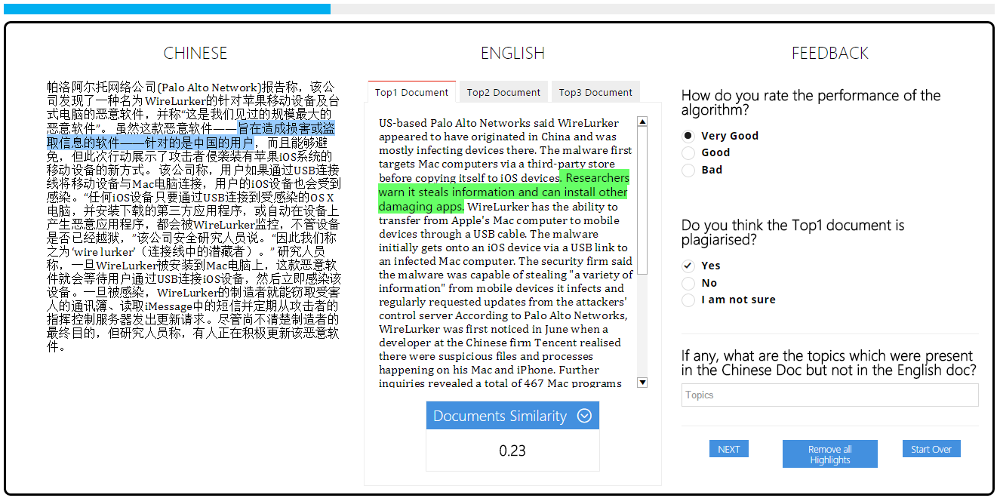 CHINESE
帕洛阿尔托网络公司(Palo Alto Network)报告称，该公
司发现了一种名为WireLurker的针对苹果移动设备及台
式电脑的恶意软件，并称“这是我们见过的规模最大的
恶意软件”。 虽然这款恶意软件——旨在造成损害或盗
取信息的软件——针对的是中国的用户，而且能够避
免，但此次行动展示了攻击者侵袭装有苹果iOS系统的
移动设备的新方式。 该公司称，用户如果通过USB连接
线将移动设备与Mac电脑连接，用户的iOS设备也会受到
感染。“任何iOS设备只要通过USB连接到受感染的OS X
电脑，并安装下载的第三方应用程序，或自动在设备上
产生恶意应用程序，都会被WireLurker监控，不管设备
是否已经越狱，”该公司安全研究人员说。“因此我们称
之为‘wire lurker’（连接线中的潜藏者）。” 研究人员
称，一旦WireLurker被安装到Mac电脑上，这款恶意软
件就会等待用户通过USB连接iOS设备，然后立即感染该
设备。一旦被感染，WireLurker的制造者就能窃取受害
人的通讯簿、读取iMessage中的短信并定期从攻击者的
指挥控制服务器发出更新请求。尽管尚不清楚制造者的
最终目的，但研究人员称，有人正在积极更新该恶意软
件。
ENGLISH
Top1 Document
Top2 Document
Top3 Document
US-based Palo Alto Networks said WireLurker
appeared to have originated in China and was
mostly infecting devices there. The malware first
targets Mac computers via a third-party store
before copying itself to iOS devices. Researchers
warn it steals information and can install other
damaging apps. WireLurker has the ability to
transfer from Apple's Mac computer to mobile
devices through a USB cable. The malware
initially gets onto an iOS device via a USB link to
an infected Mac computer. The security firm said
the malware was capable of stealing "a variety of
information" from mobile devices it infects and
regularly requested updates from the attackers'
control server According to Palo Alto Networks,
WireLurker was first noticed in June when a
developer at the Chinese firm Tencent realised
there were suspicious files and processes
happening on his Mac and iPhone. Further
inquiries revealed a total of 467 Mac programs
Documents Similarity
0.23
FEEDBACK
How do you rate the performance of the
algorithm?
Very Good
Good
Bad
Do you think the Top1 document is
plagiarised?
Yes
No
I am not sure
If any, what are the topics which were present
in the Chinese Doc but not in the English doc?
Topics
NEXT
Remove all
Highlights
Start Over